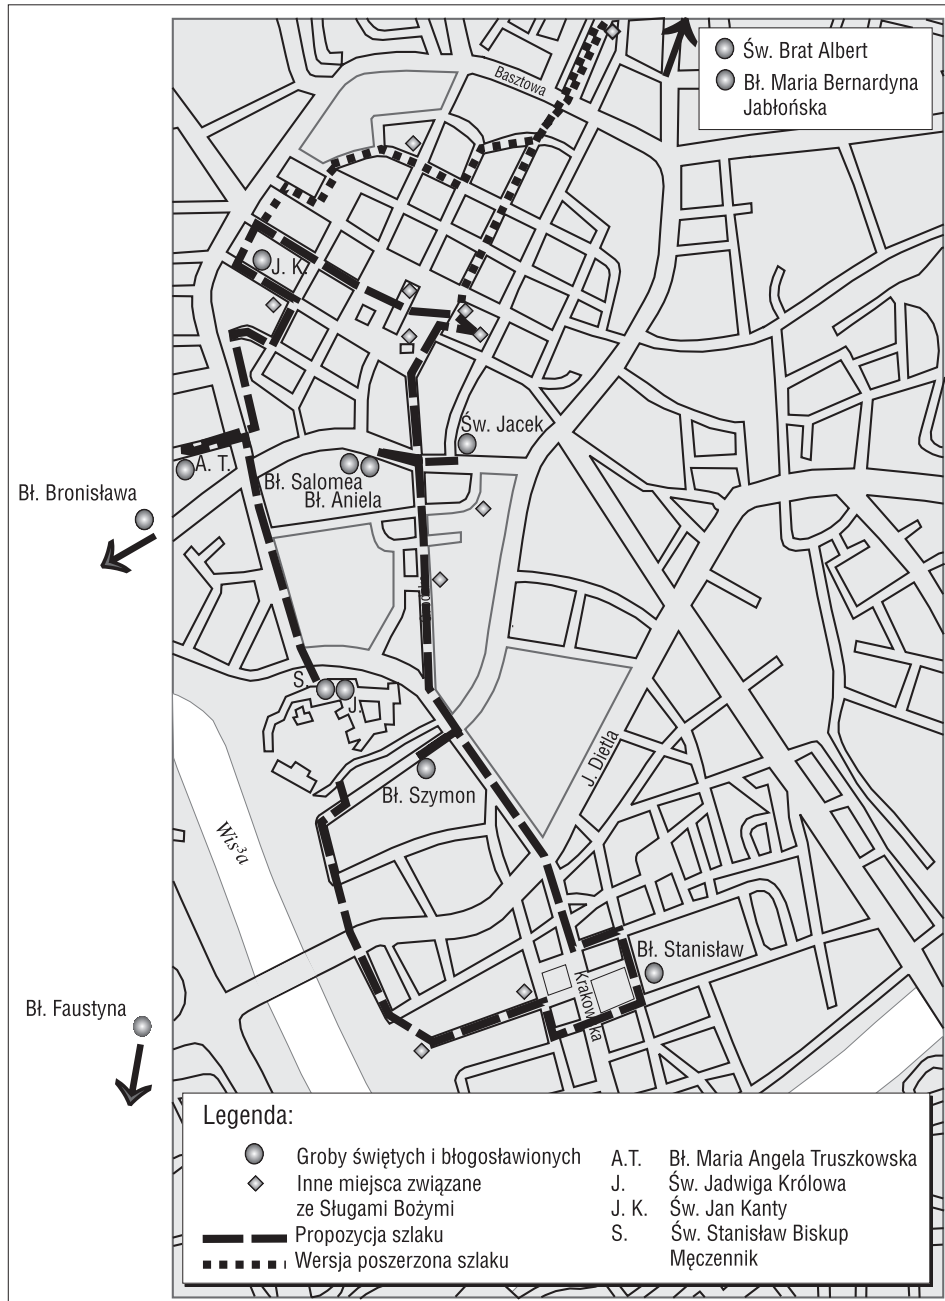 Św. Brat Albert
Bł. Maria Bernardyna
Jabłońska
Basztowa
J. K.
Św. Jacek
A. T.
Bł. Salomea
Bł. Aniela
Bł. Bronisława
S.
J.
J. Dietla
Bł. Szymon
Wis³a
Bł. Stanisław
Krakowska
Bł. Faustyna
Legenda:
Groby świętych i błogosławionych
Inne miejsca związane
ze Sługami Bożymi
Propozycja szlaku
Wersja poszerzona szlaku
A.T. Bł. Maria Angela Truszkowska
J. Św. Jadwiga Królowa
J. K. Św. Jan Kanty
S. Św. Stanisław Biskup
Męczennik